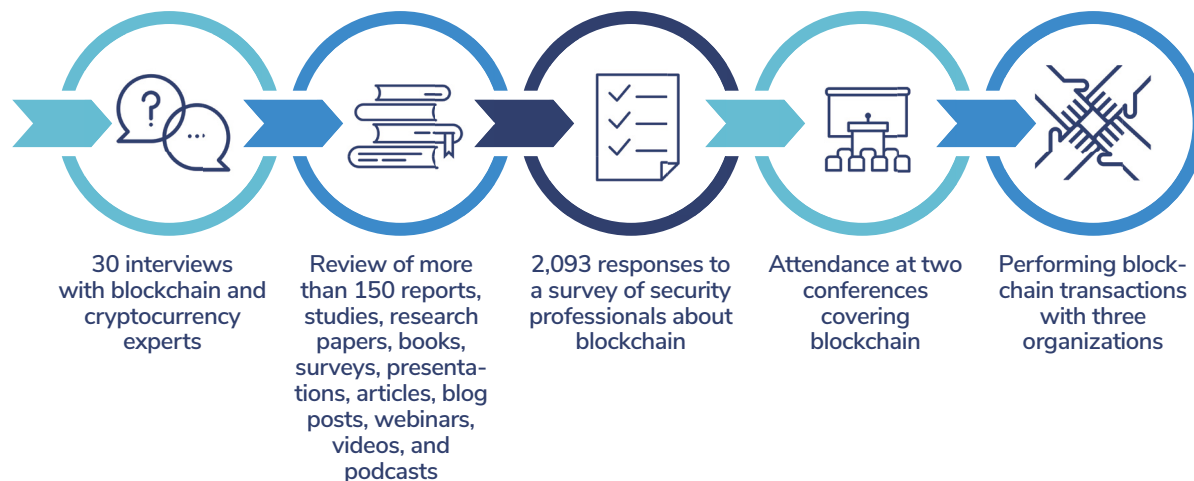 30 interviews
with blockchain and
cryptocurrency
experts
Review of more
than 150 reports,
studies, research
papers, books,
surveys, presenta-
tions, articles, blog
posts, webinars,
videos, and
podcasts
2,093 responses to
a survey of security
professionals about
blockchain
Attendance at two
conferences
covering
blockchain
Performing block-
chain transactions
with three
organizations